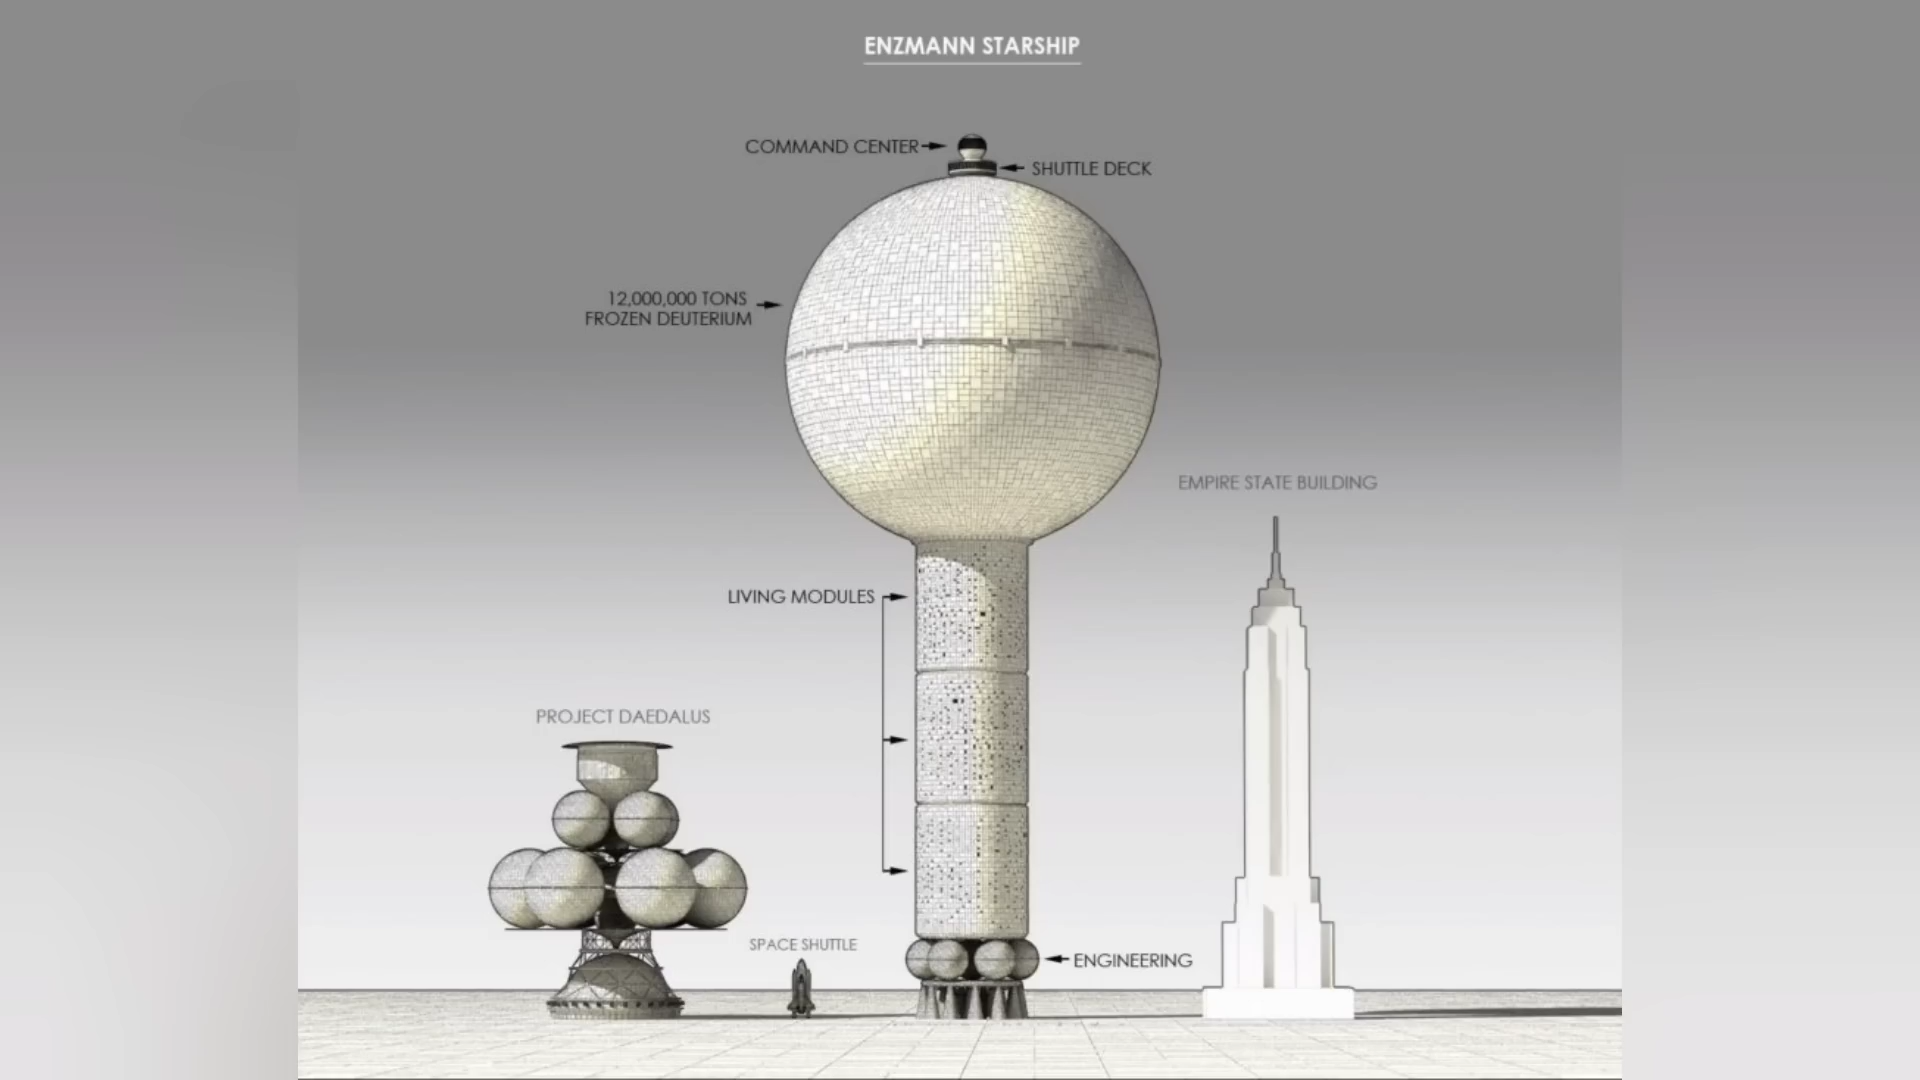 ENZMANN STARSHIP
COMMAND CENTER
SHUTTLE DECK
12,000,000 TONS
FROZEN DEUTERIUM
EMPIRE STATE BUILDING
LIVING MODULES
PROJECT DAEDALUS
SPACE SHUTTLE
ENGINEERING